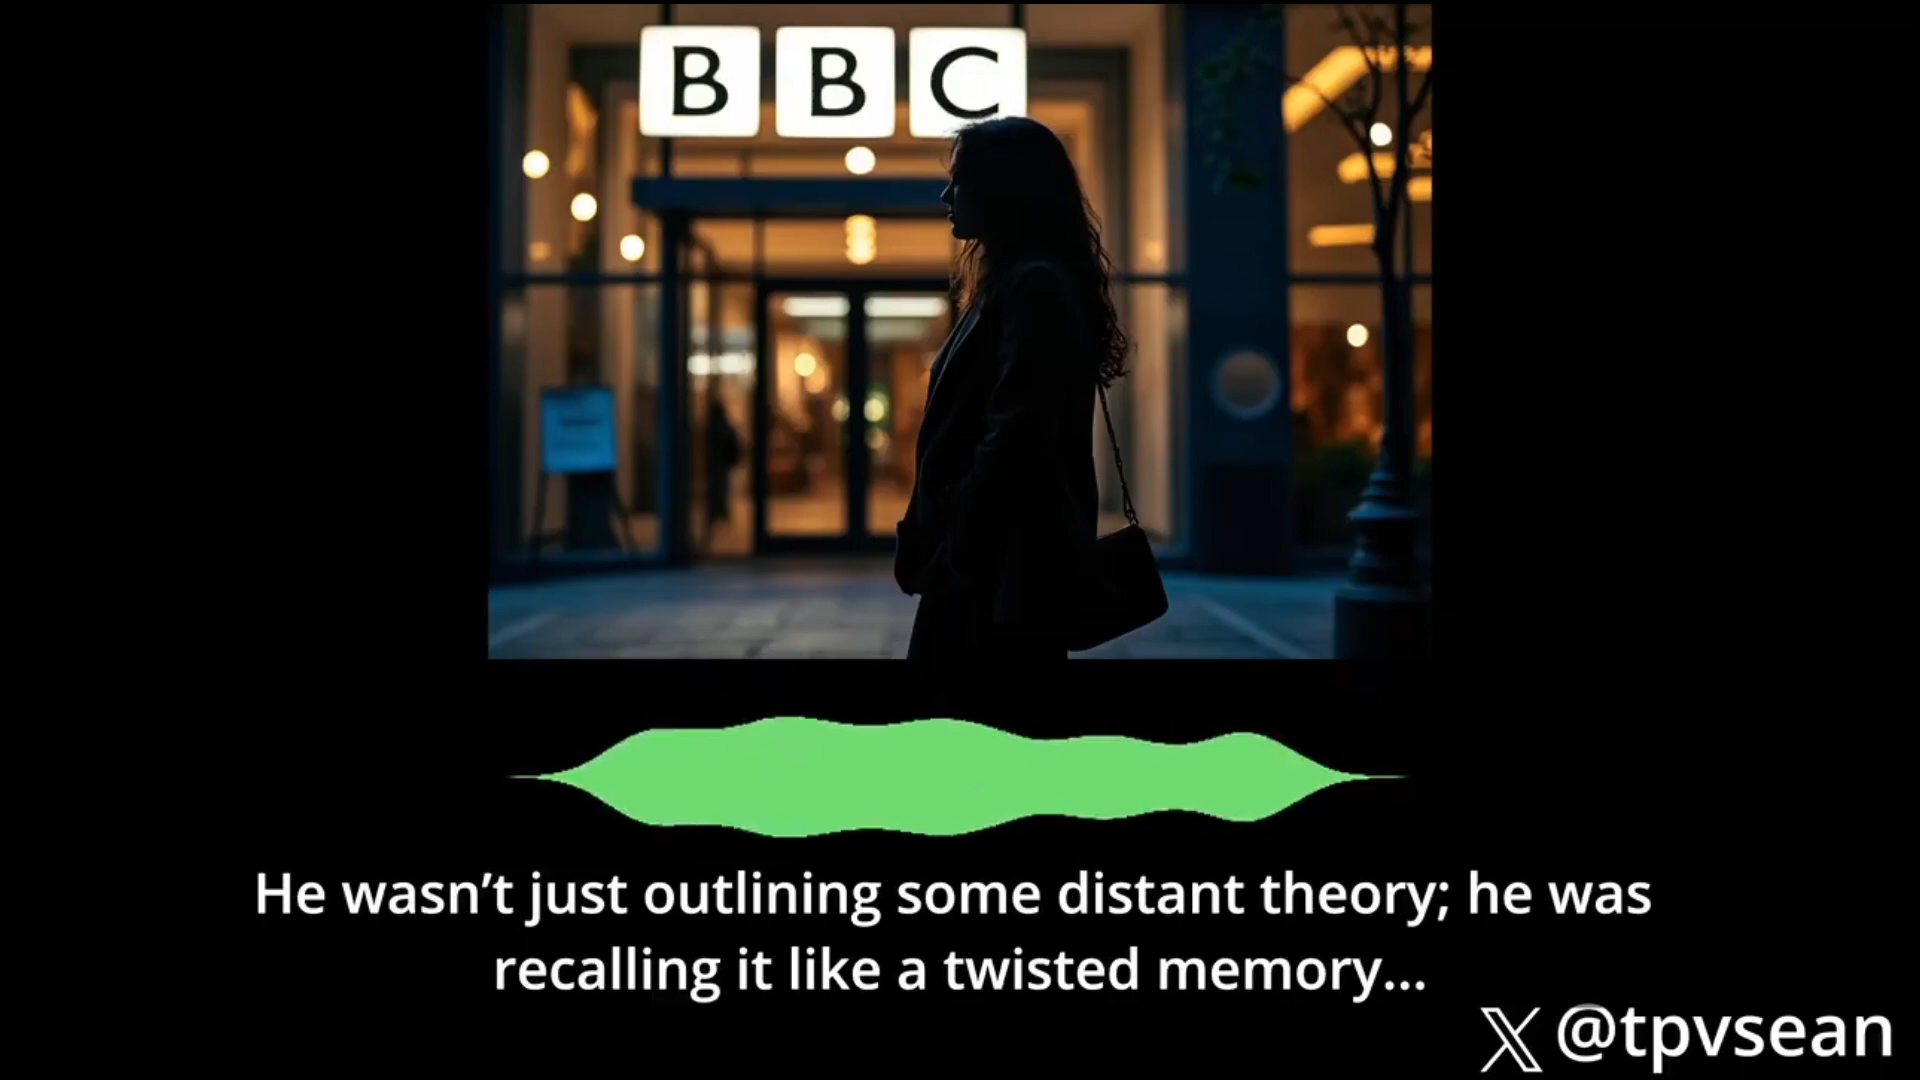 BBC
He wasn’t just outlining some distant theory; he was
recalling it like a twisted memory...
X @tpvsean